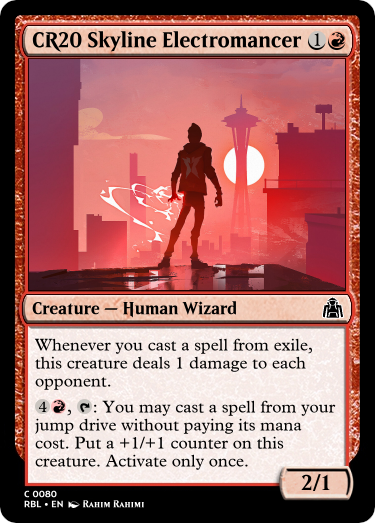 CR20 Skyline Electromancer 1
Creature — Human Wizard
Whenever you cast a spell from exile,
this creature deals 1 damage to each
opponent.
4, : You may cast a spell from your
jump drive without paying its mana
cost. Put a +1/+1 counter on
this creature. Activate only once.
2/1
C 0080
RBL • EN Rahim Rahimi